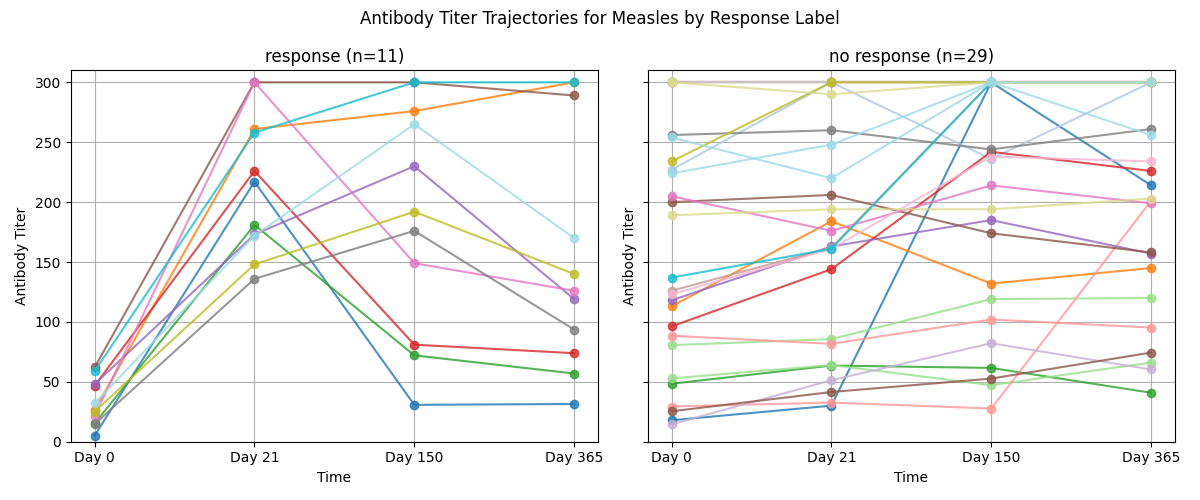 Antibody Titer Trajectories for Measles by Response Label
response (n=11)
no response (n=29)
Antibody Titer
300
250
200
150
100
50
0
Day 0
Day 21
Day 150
Day 365
Time
Antibody Titer
Day 0
Day 21
Day 150
Day 365
Time